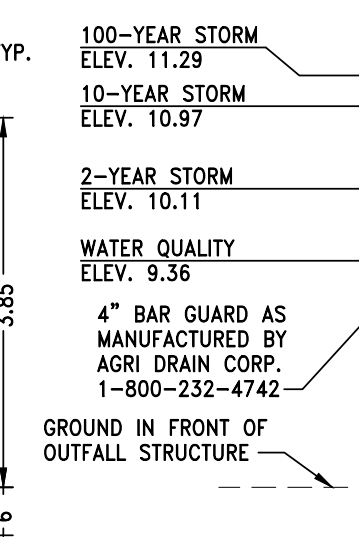 100-YEAR STORM
YP.
ELEV. 11.29
10-YEAR STORM
ELEV. 10.97
2-YEAR STORM
ELEV. 10.11
WATER QUALITY
ELEV. 9.36
3.85
4" BAR GUARD AS
MANUFACTURED BY
AGRI DRAIN CORP.
1-800-232-4742
GROUND IN FRONT OF
OUTFALL STRUCTURE
6